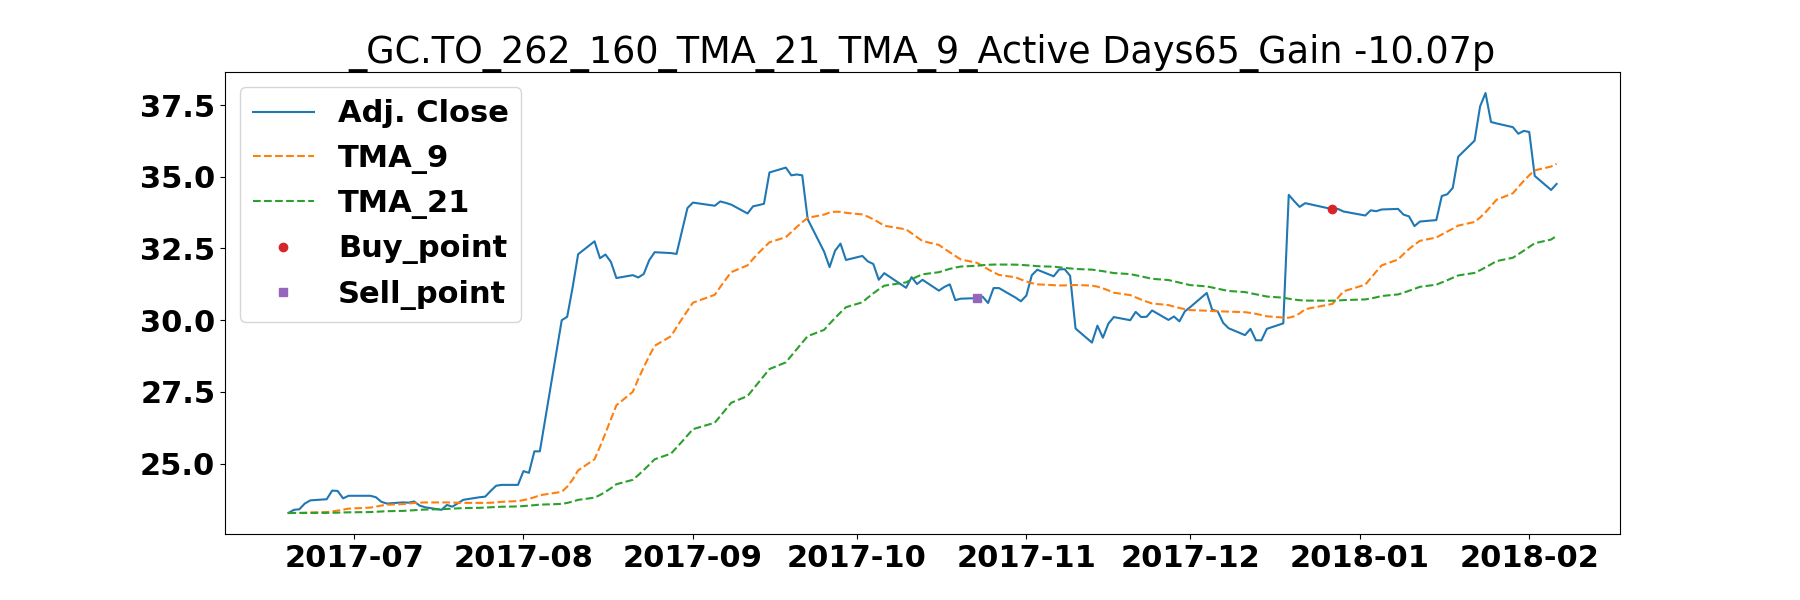 _GC.TO_262_160_TMA_21_TMA_9_Active Days65_Gain -10.07p
Adj. Close
TMA_9
TMA_21
Buy_point
Sell_point
37.5
35.0
32.5
30.0
27.5
25.0
2017-07 2017-08 2017-09 2017-10 2017-11 2017-12 2018-01 2018-02